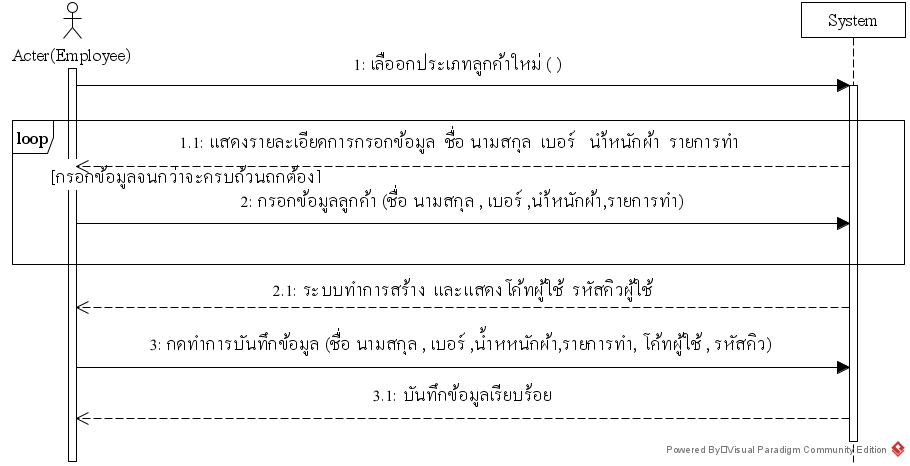 System
Acter(Employee)
1: เลืออกประเภทลูกค้าใหม่ ( )
loop
1.1: แสดงรายละเอียดการกรอกข้อมูล ชื่อ นามสกุล เบอร์ นำ้หนักผ้า รายการทำ
[กรอกข้อมูลจนกว่าจะครบถ้วนถูกต้อง]
2: กรอกข้อมูลลูกค้า (ชื่อ นามสกุล , เบอร์ ,นำ้หนักผ้า,รายการทำ)
2.1: ระบบทำการสร้าง และแสดงโค้ทผู้ใช้ รหัสคิวผู้ใช้
3: กดทำการบันทึกข้อมูล (ชื่อ นามสกุล , เบอร์ ,น้ำหหนักผ้า,รายการทำ, โค้ทผู้ใช้ , รหัสคิว)
3.1: บันทึกข้อมูลเรียบร้อย
Powered By Visual Paradigm Community Edition